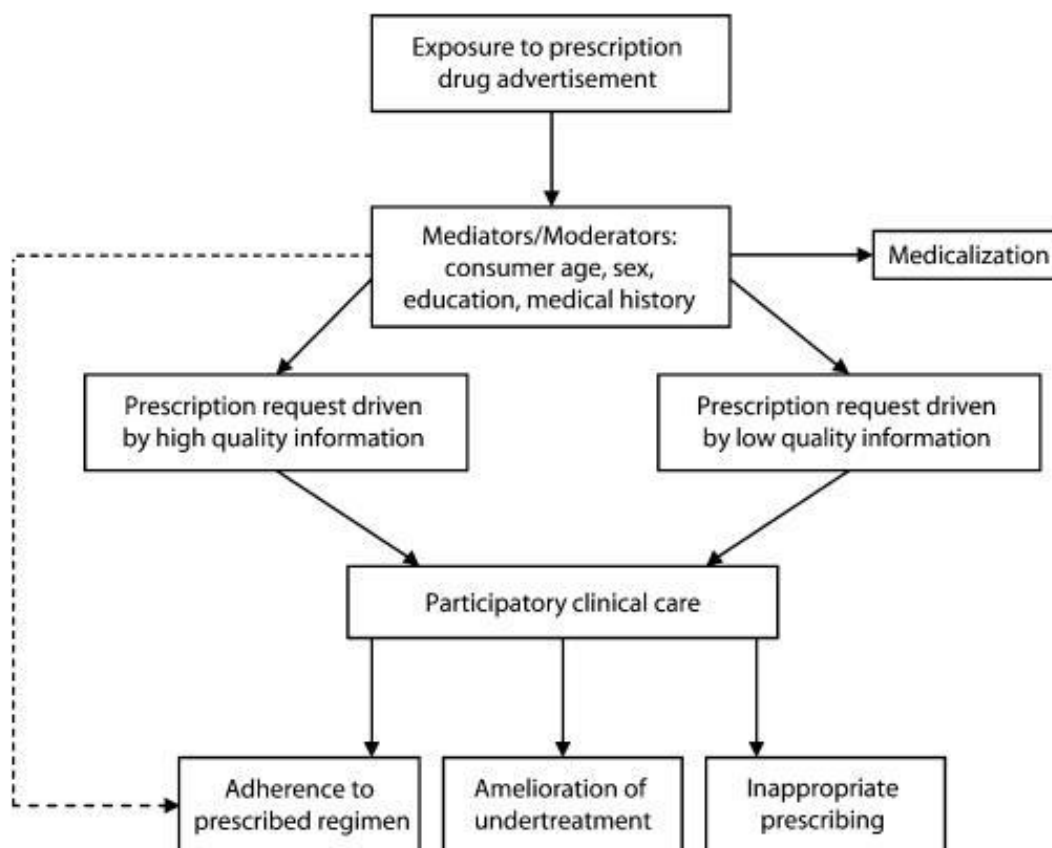 Exposure to prescription
drug advertisement
Mediators/Moderators:
consumer age, sex,
education, medical history
Medicalization
Prescription request driven
by high quality information
Prescription request driven
by low quality information
Participatory clinical care
Adherence to
prescribed regimen
Amelioration of
undertreatment
Inappropriate
prescribing